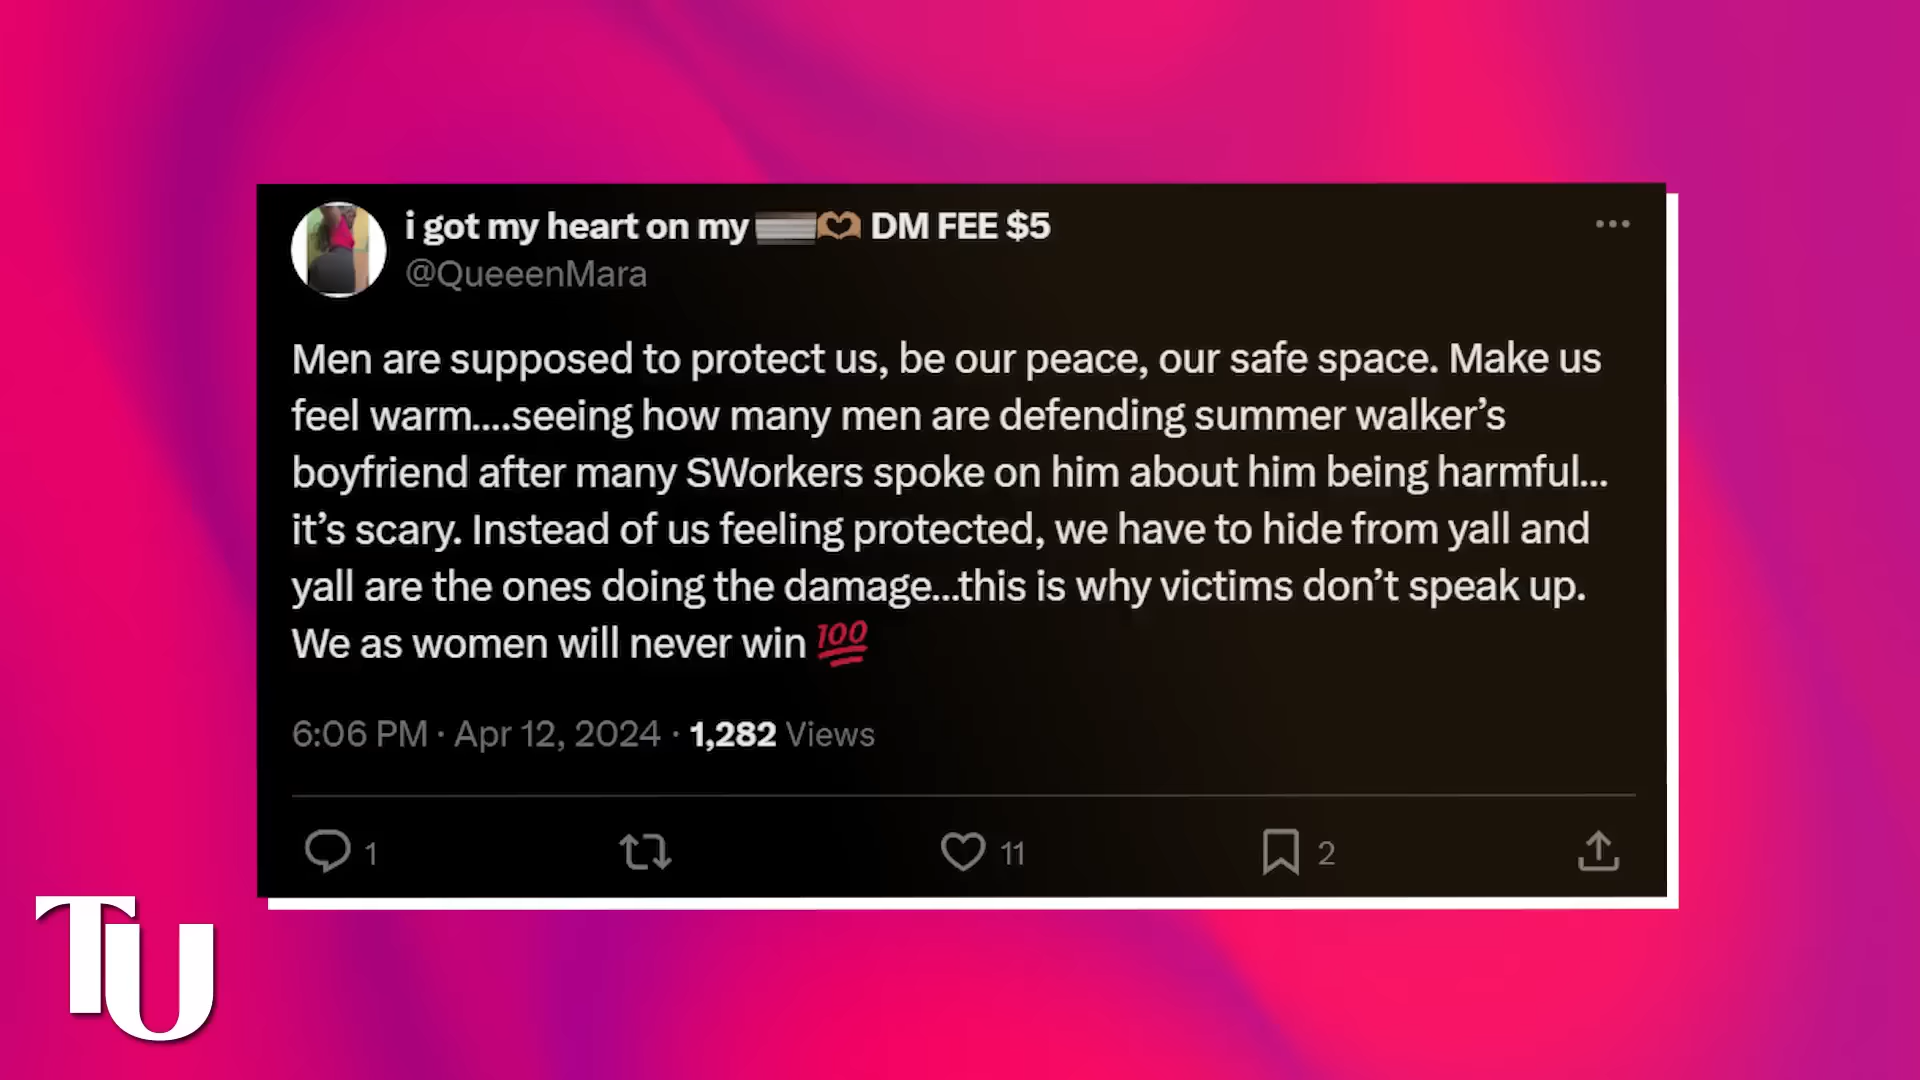 i got my heart on my 🫶🏽 DM FEE $5
@QueeenMara
Men are supposed to protect us, be our peace, our safe space. Make us
feel warm....seeing how many men are defending summer walker’s
boyfriend after many SWorkers spoke on him about him being harmful...
it’s scary. Instead of us feeling protected, we have to hide from yall and
yall are the ones doing the damage...this is why victims don’t speak up.
We as women will never win 💯
6:06 PM · Apr 12, 2024 · 1,282 Views
1
11
2
TU